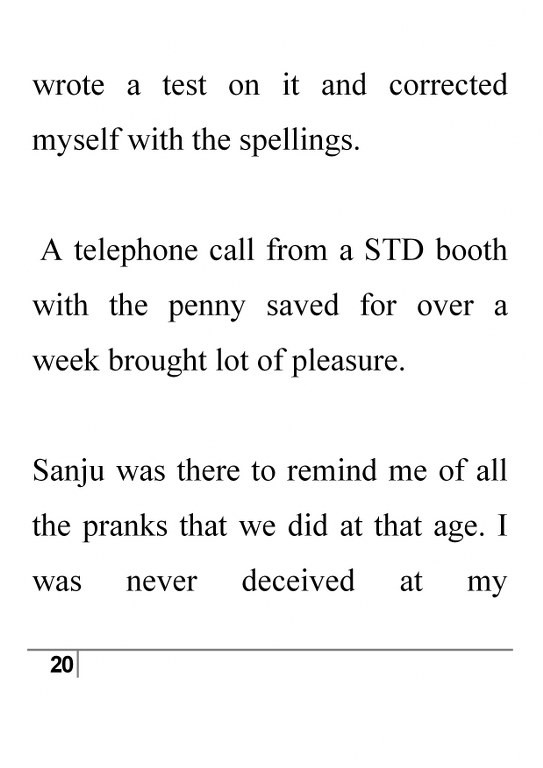 wrote a test on it and corrected
myself with the spellings.
A telephone call from a STD booth
with the penny saved for over a
week brought lot of pleasure.
Sanju was there to remind me of all
the pranks that we did at that age. I
was never deceived at my
20